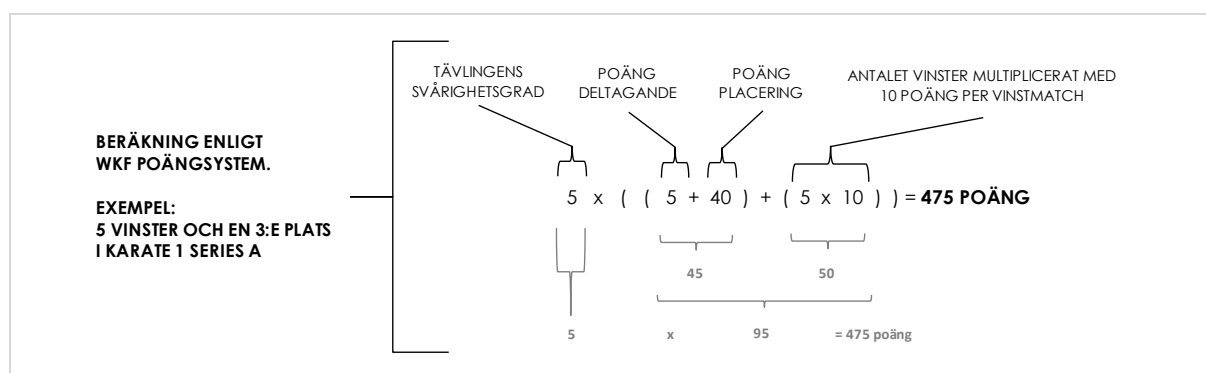 TÄVLINGENS
SVÅRIGHETSGRAD
POÄNG
DELTAGANDE
POÄNG
PLACERING
ANTALET VINSTER MULTIPLICERAT MED
10 POÄNG PER VINSTMATCH
BERÄKNING ENLIGT
WKF POÄNGSYSTEM.
EXEMPEL:
5 VINSTER OCH EN 3:E PLATS
I KARATE 1 SERIES A
5 x ( ( 5 + 40 ) + ( 5 x 10 ) ) = 475 POÄNG
45 50
5 x 95 = 475 poäng